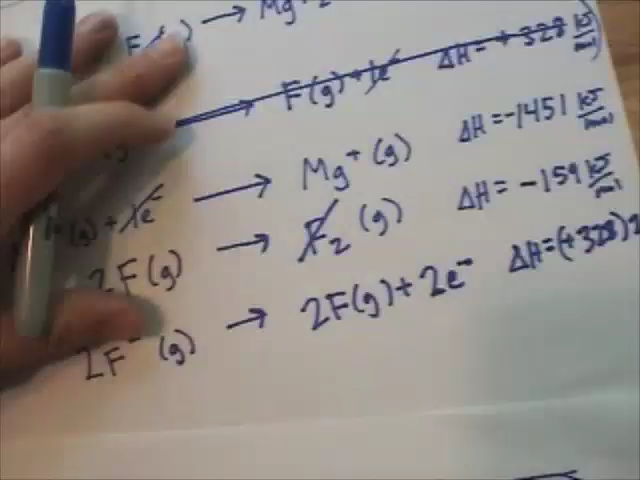 → Mg
→ F(g) + 1e⁻ ΔH = +328 kJ/mol
+ 1e⁻ → Mg⁺(g) ΔH = -1451 kJ/mol
2F(g) → F₂(g) ΔH = -159 kJ/mol
2F⁻(g) → 2F(g) + 2e⁻ ΔH = (+328)2